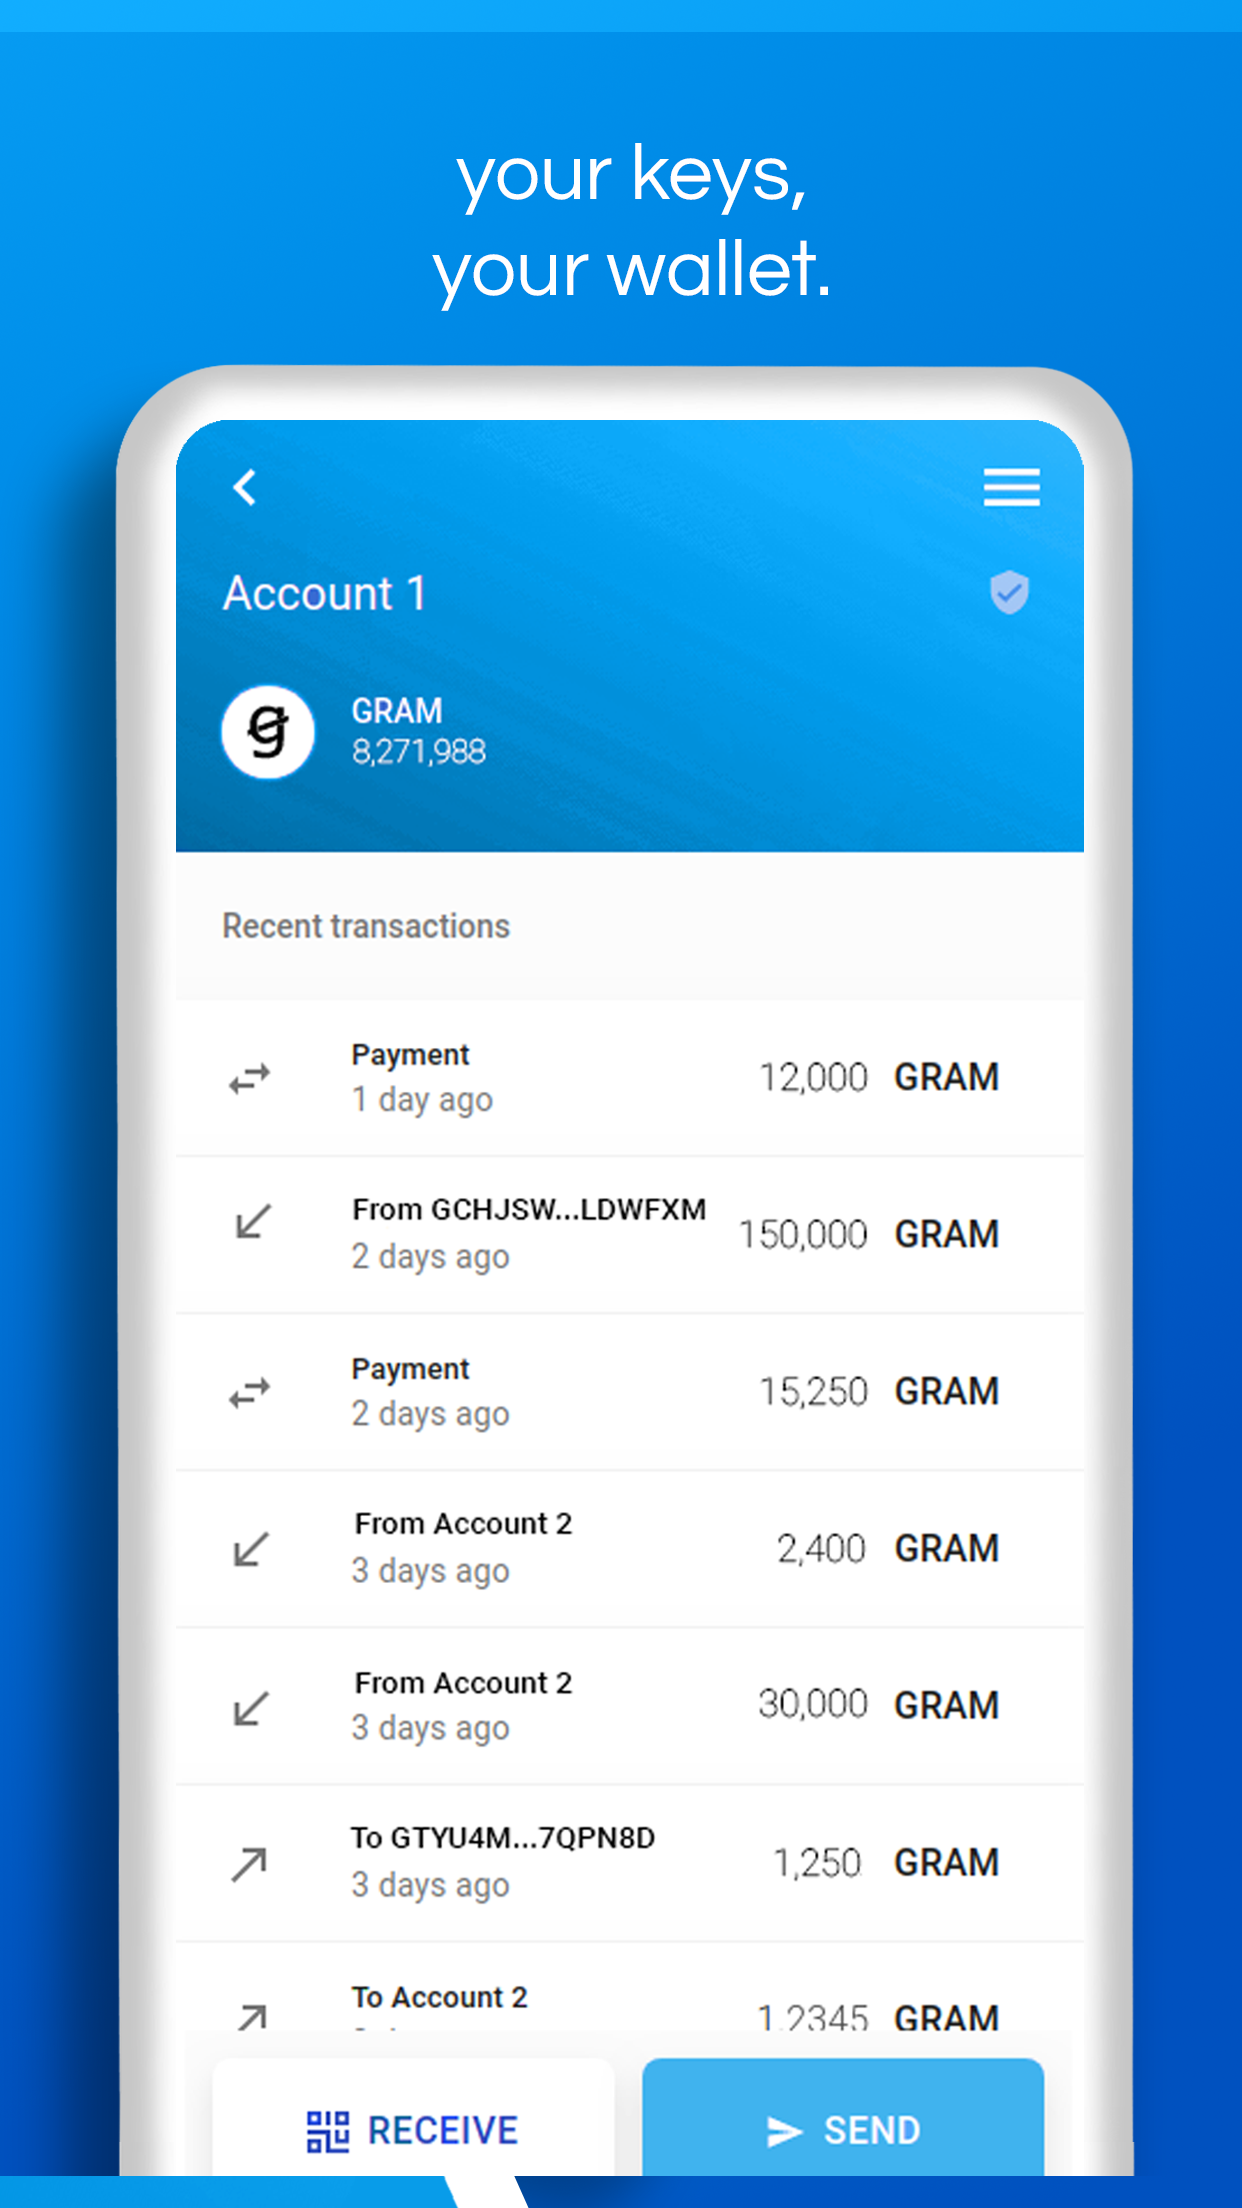 your keys,
your wallet.
Account 1
GRAM
8,271,988
Recent transactions
Payment
1 day ago
12,000 GRAM
From GCHJSW...LDWFXM
2 days ago
150,000 GRAM
Payment
2 days ago
15,250 GRAM
From Account 2
3 days ago
2,400 GRAM
From Account 2
3 days ago
30,000 GRAM
To GTYU4M...7QPN8D
3 days ago
1,250 GRAM
To Account 2
1.2345 GRAM
RECEIVE
SEND